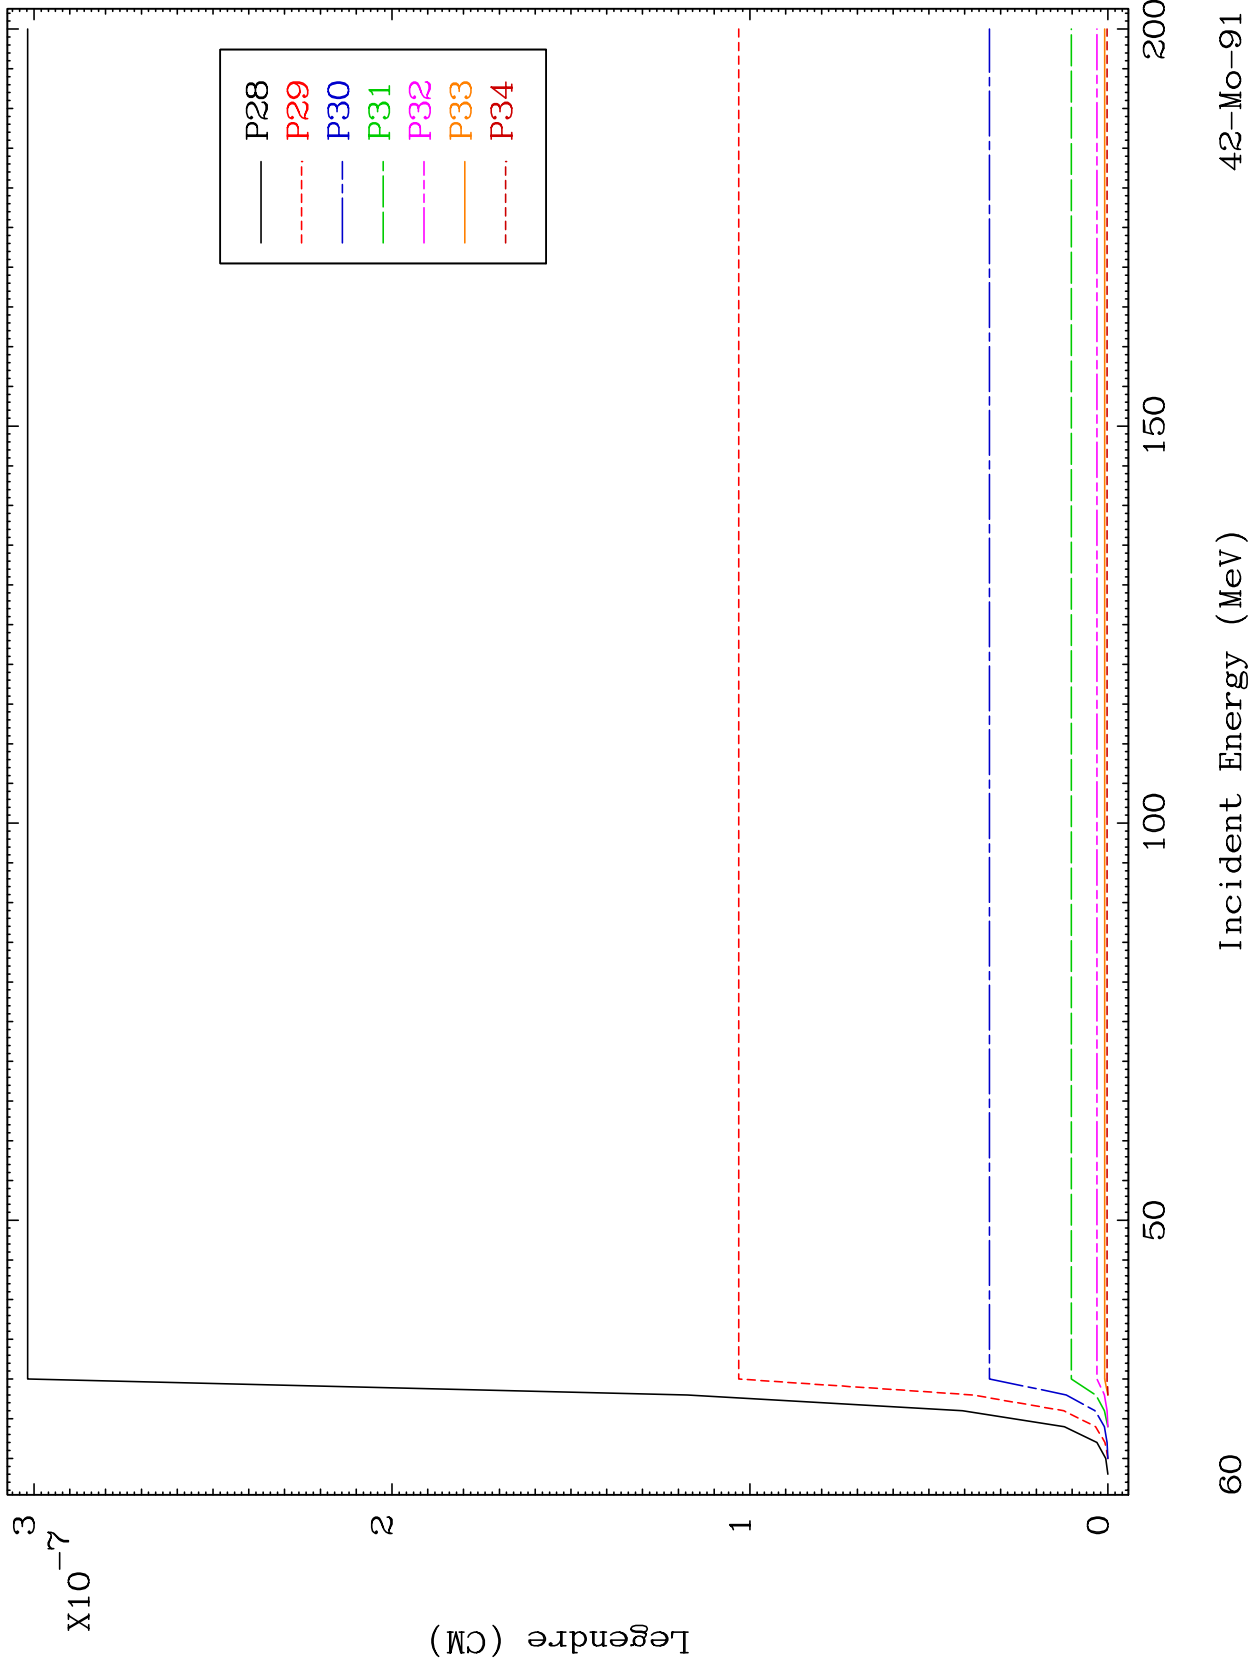 3
X10⁻⁷
2
1
0
Legendre (CM)
P28
P29
P30
P31
P32
P33
P34
50
100
150
200
Incident Energy (MeV)
60
42-Mo-91